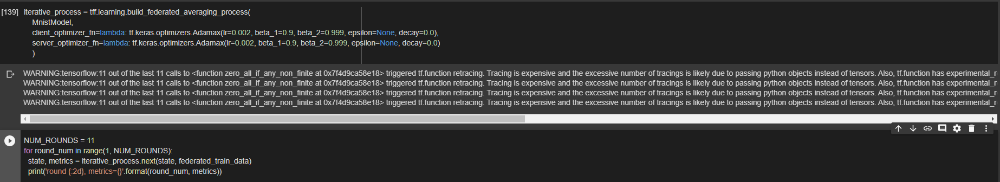 [139] iterative_process = tff.learning.build_federated_averaging_process(
MnistModel,
client_optimizer_fn=lambda: tf.keras.optimizers.Adamax(lr=0.002, beta_1=0.9, beta_2=0.999, epsilon=None, decay=0.0),
server_optimizer_fn=lambda: tf.keras.optimizers.Adamax(lr=0.002, beta_1=0.9, beta_2=0.999, epsilon=None, decay=0.0)
)
WARNING:tensorflow:11 out of the last 11 calls to <function zero_all_if_any_non_finite at 0x7f4d9ca58e18> triggered tf.function retracing. Tracing is expensive and the excessive number of tracings is likely due to passing python objects instead of tensors. Also, tf.function has experimental_r
WARNING:tensorflow:11 out of the last 11 calls to <function zero_all_if_any_non_finite at 0x7f4d9ca58e18> triggered tf.function retracing. Tracing is expensive and the excessive number of tracings is likely due to passing python objects instead of tensors. Also, tf.function has experimental_r
WARNING:tensorflow:11 out of the last 11 calls to <function zero_all_if_any_non_finite at 0x7f4d9ca58e18> triggered tf.function retracing. Tracing is expensive and the excessive number of tracings is likely due to passing python objects instead of tensors. Also, tf.function has experimental_r
WARNING:tensorflow:11 out of the last 11 calls to <function zero_all_if_any_non_finite at 0x7f4d9ca58e18> triggered tf.function retracing. Tracing is expensive and the excessive number of tracings is likely due to passing python objects instead of tensors. Also, tf.function has experimental_r
NUM_ROUNDS = 11
for round_num in range(1, NUM_ROUNDS):
state, metrics = iterative_process.next(state, federated_train_data)
print('round {:2d}, metrics={}'.format(round_num, metrics))